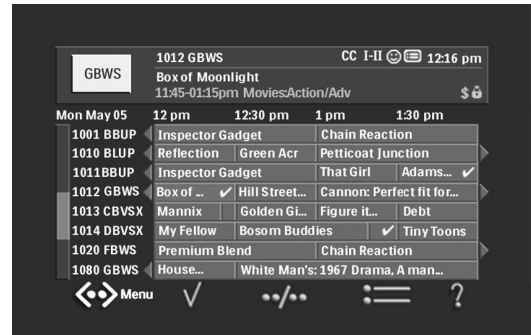 1012 GBWS CC I-II 12:16 pm
GBWS
Box of Moonlight
11:45-01:15pm Movies:Action/Adv $
Mon May 05 12 pm 12:30 pm 1 pm 1:30 pm
1001 BBUP Inspector Gadget Chain Reaction
1010 BLUP Reflection Green Acr Petticoat Junction
1011BBUP Inspector Gadget That Girl Adams...
1012 GBWS Box of ... Hill Street... Cannon: Perfect fit for...
1013 CBVSX Mannix Golden Gi... Figure it... Debt
1014 DBVSX My Fellow Bosom Buddies Tiny Toons
1020 FBWS Premium Blend Chain Reaction
1080 GBWS House... White Man's: 1967 Drama, A man...
Menu ?